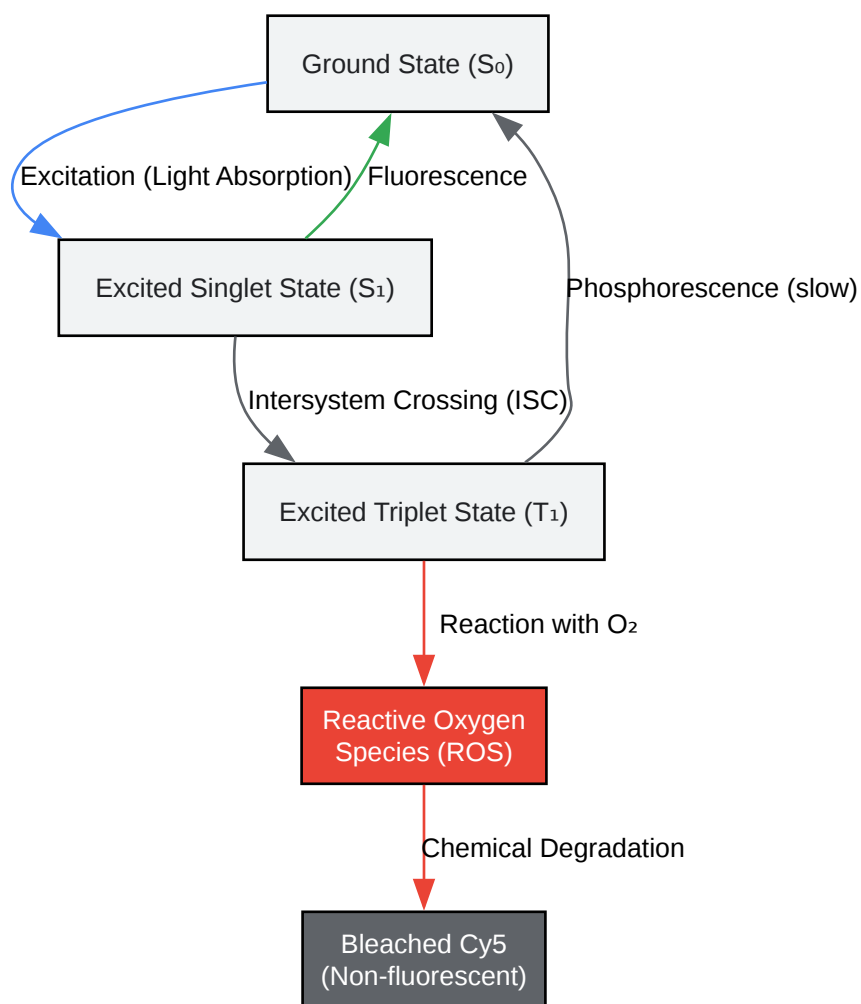 Ground State (S₀)
Excitation (Light Absorption)
Fluorescence
Excited Singlet State (S₁)
Phosphorescence (slow)
Intersystem Crossing (ISC)
Excited Triplet State (T₁)
Reaction with O₂
Reactive Oxygen
Species (ROS)
Chemical Degradation
Bleached Cy5
(Non-fluorescent)